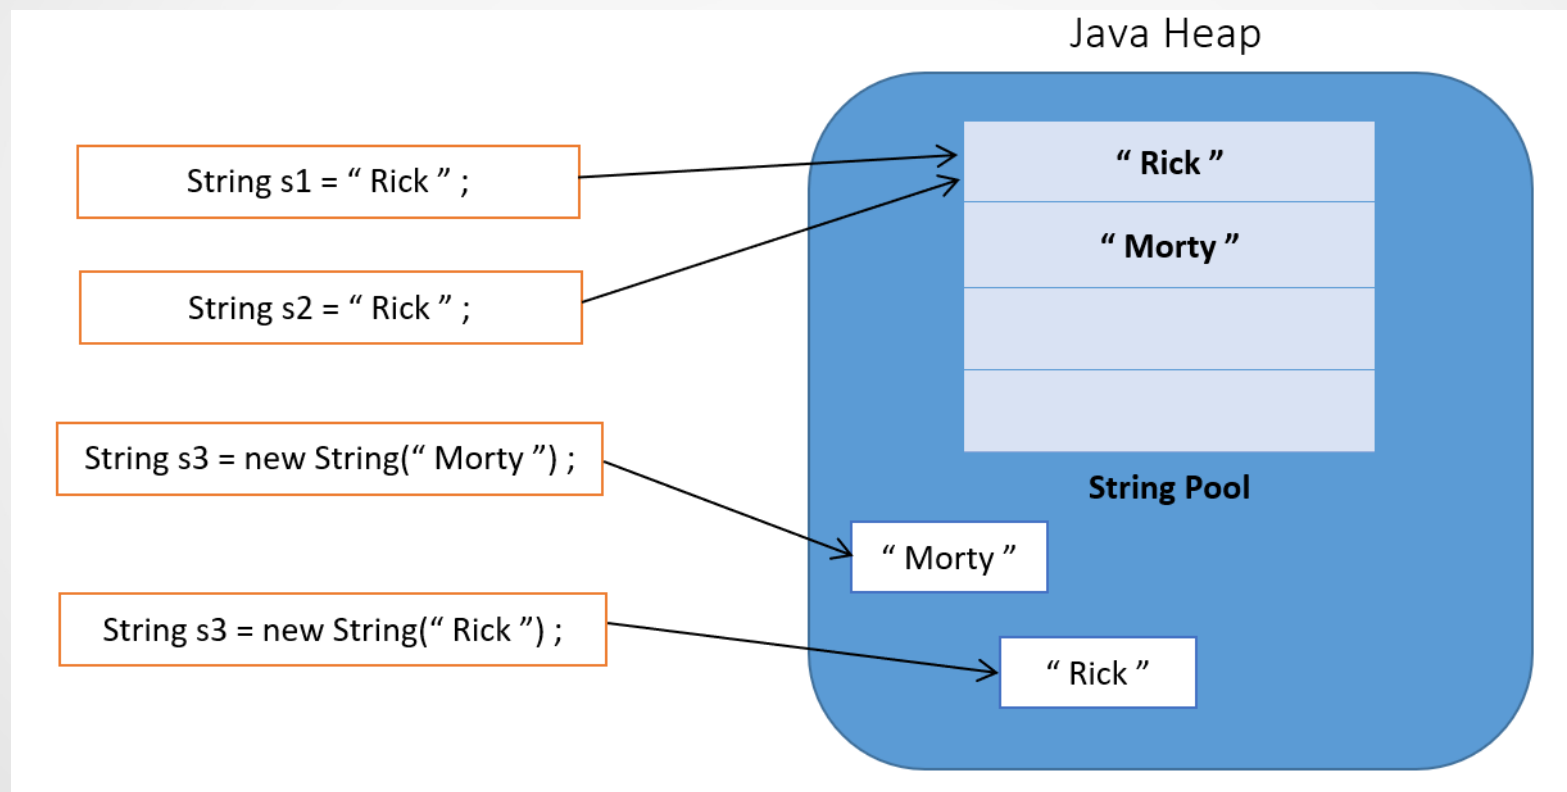 Java Heap
String s1 = “ Rick ” ;
“ Rick ”
“ Morty ”
String s2 = “ Rick ” ;
String s3 = new String(“ Morty ”) ;
String Pool
“ Morty ”
String s3 = new String(“ Rick ”) ;
“ Rick ”